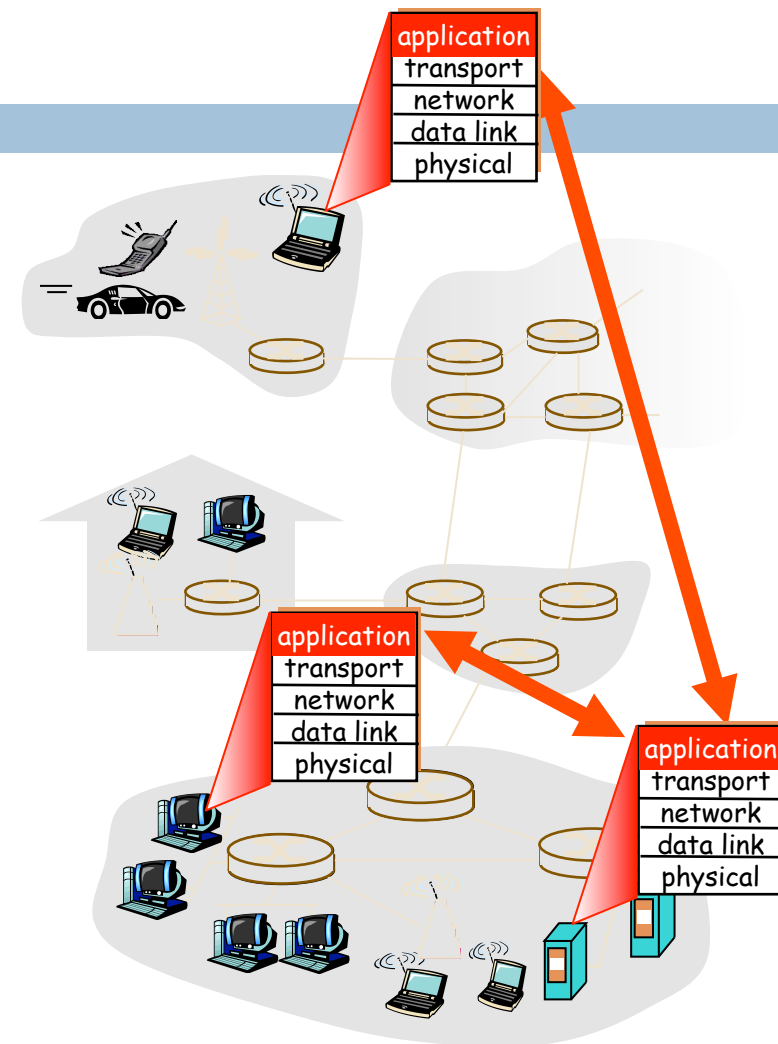 application
transport
network
data link
physical
application
transport
network
data link
physical
application
transport
network
data link
physical